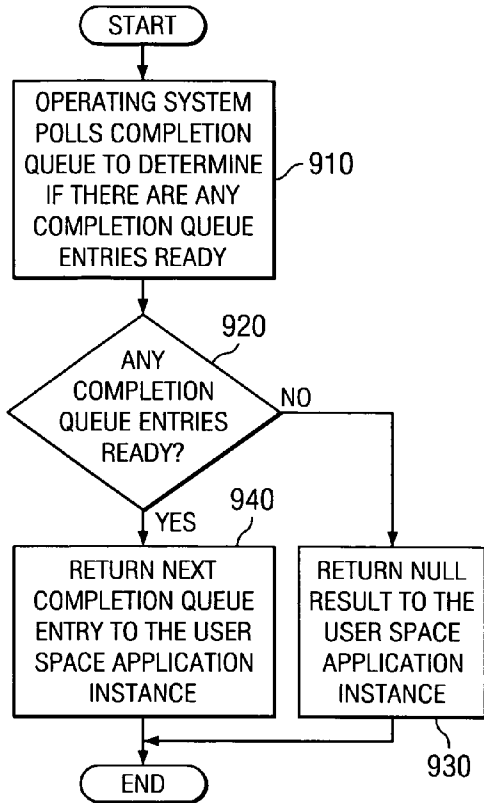 START
OPERATING SYSTEM
POLLS COMPLETION
QUEUE TO DETERMINE
IF THERE ARE ANY
COMPLETION QUEUE
ENTRIES READY
910
920
ANY
COMPLETION
QUEUE ENTRIES
READY?
NO
YES
940
RETURN NEXT
COMPLETION QUEUE
ENTRY TO THE USER
SPACE APPLICATION
INSTANCE
RETURN NULL
RESULT TO THE
USER SPACE
APPLICATION
INSTANCE
930
END